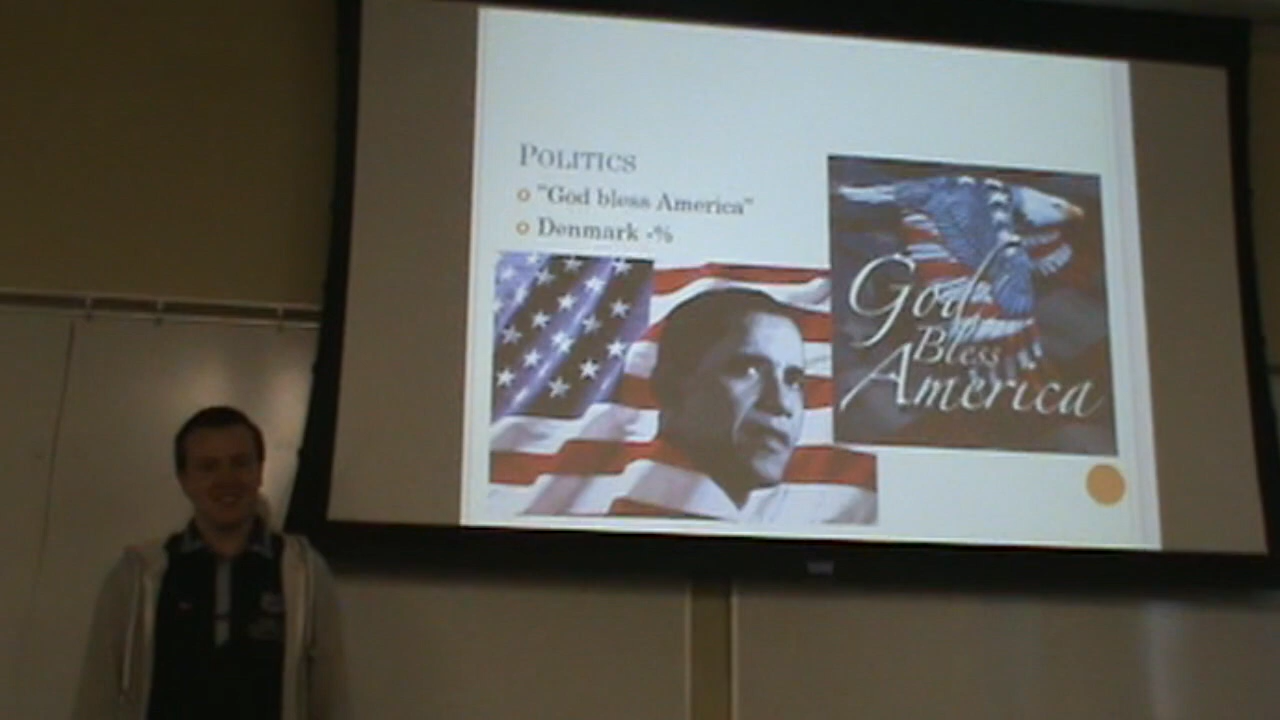 POLITICS
"God bless America"
Denmark -%
God
Bless
America